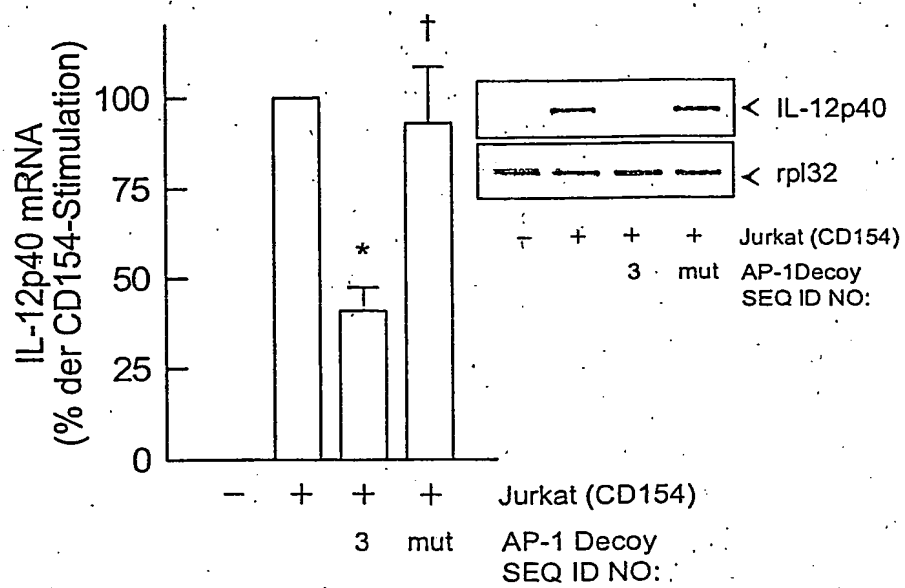 IL-12p40 mRNA
(% der CD154-Stimulation)
100
75
50
25
0
*
†
− + + + Jurkat (CD154)
3 mut AP-1 Decoy
SEQ ID NO:
< IL-12p40
< rpl32
− + + + Jurkat (CD154)
3 mut AP-1Decoy
SEQ ID NO: